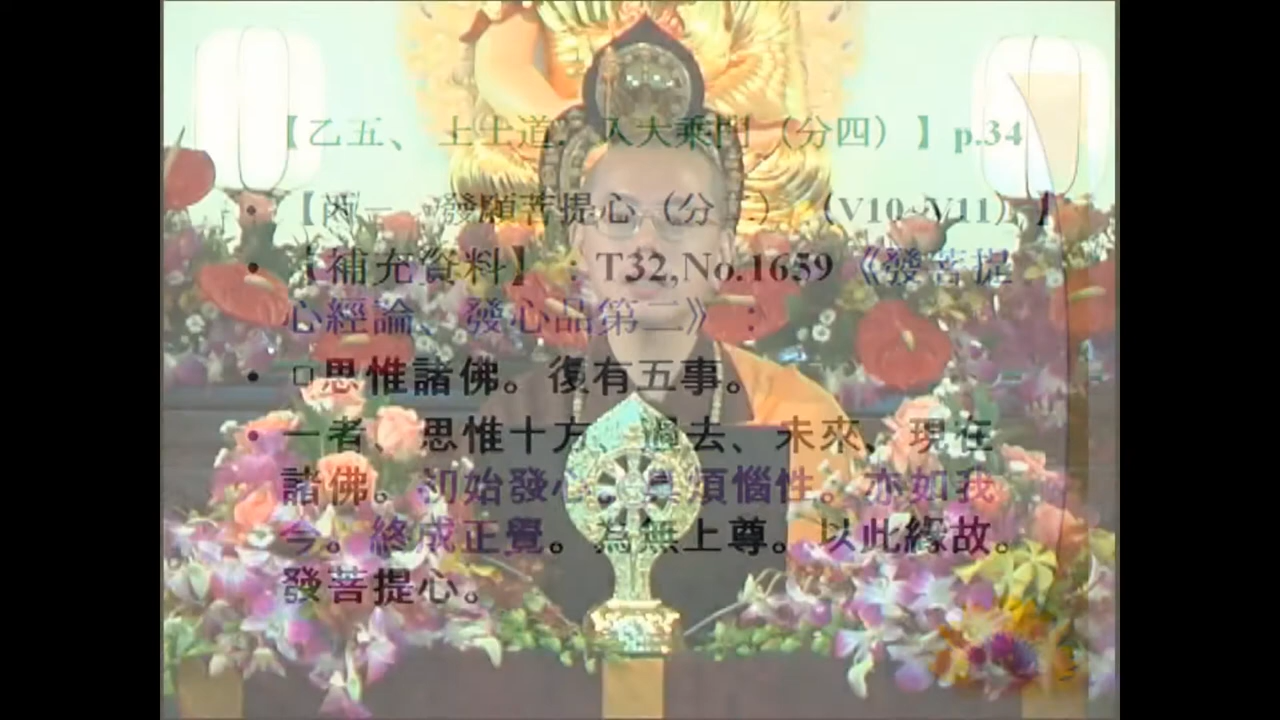 【乙五、上士道：入大乘門（分四）】p.34
• 【丙一、發願菩提心（分二）（V10~V11）】
• 【補充資料】：T32,No.1659《發菩提
心經論、發心品第二》：
• □思惟諸佛。復有五事。
• 一者、思惟十方。過去、未來、現在
諸佛。初始發心。具煩惱性。亦如我
今。終成正覺。為無上尊。以此緣故。
發菩提心。